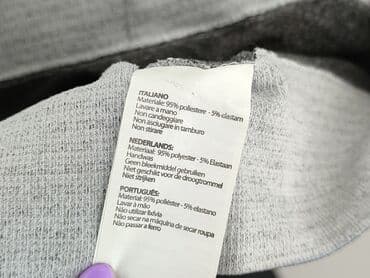 ITALIANO
Materiale: 95% poliestere - 5% elastam
Lavare à mano
Non candeggiare
Non asciugare in tamburo
Non stirare
NEDERLANDS:
Materiaal: 95% polyester - 5% Elastaan
Handwas
Geen bleekmiddel gebruiken
Niet geschikt voor de droogtrommel
Niet strijken
PORTUGUÊS:
Material: 95% poliéster - 5% elastano
Lavar à mão
Não utilizar lixívia
Não secar na máquina de secar roupa
Não passar a ferro